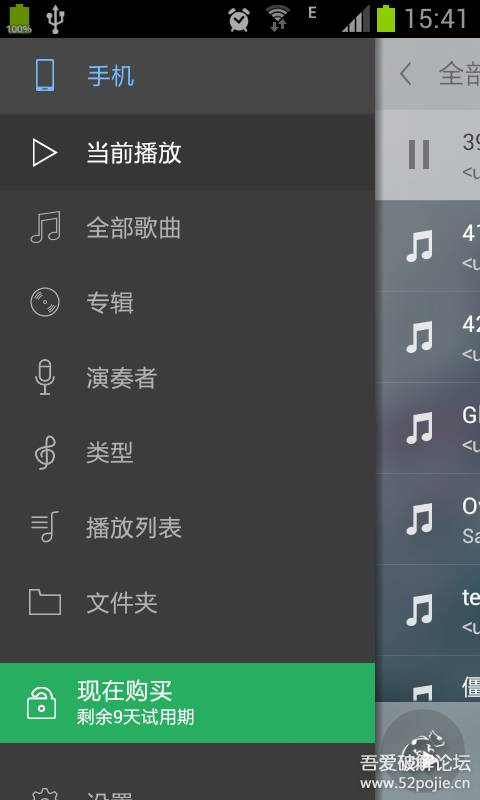 100%
E
15:41
手机
全部
当前播放
39
<u
全部歌曲
41
<u
专辑
42
<u
演奏者
Gl
<u
类型
播放列表
Ov
Sa
文件夹
te
<u
现在购买
剩余9天试用期
僵
设置
吾爱破解论坛
www.52pojie.cn